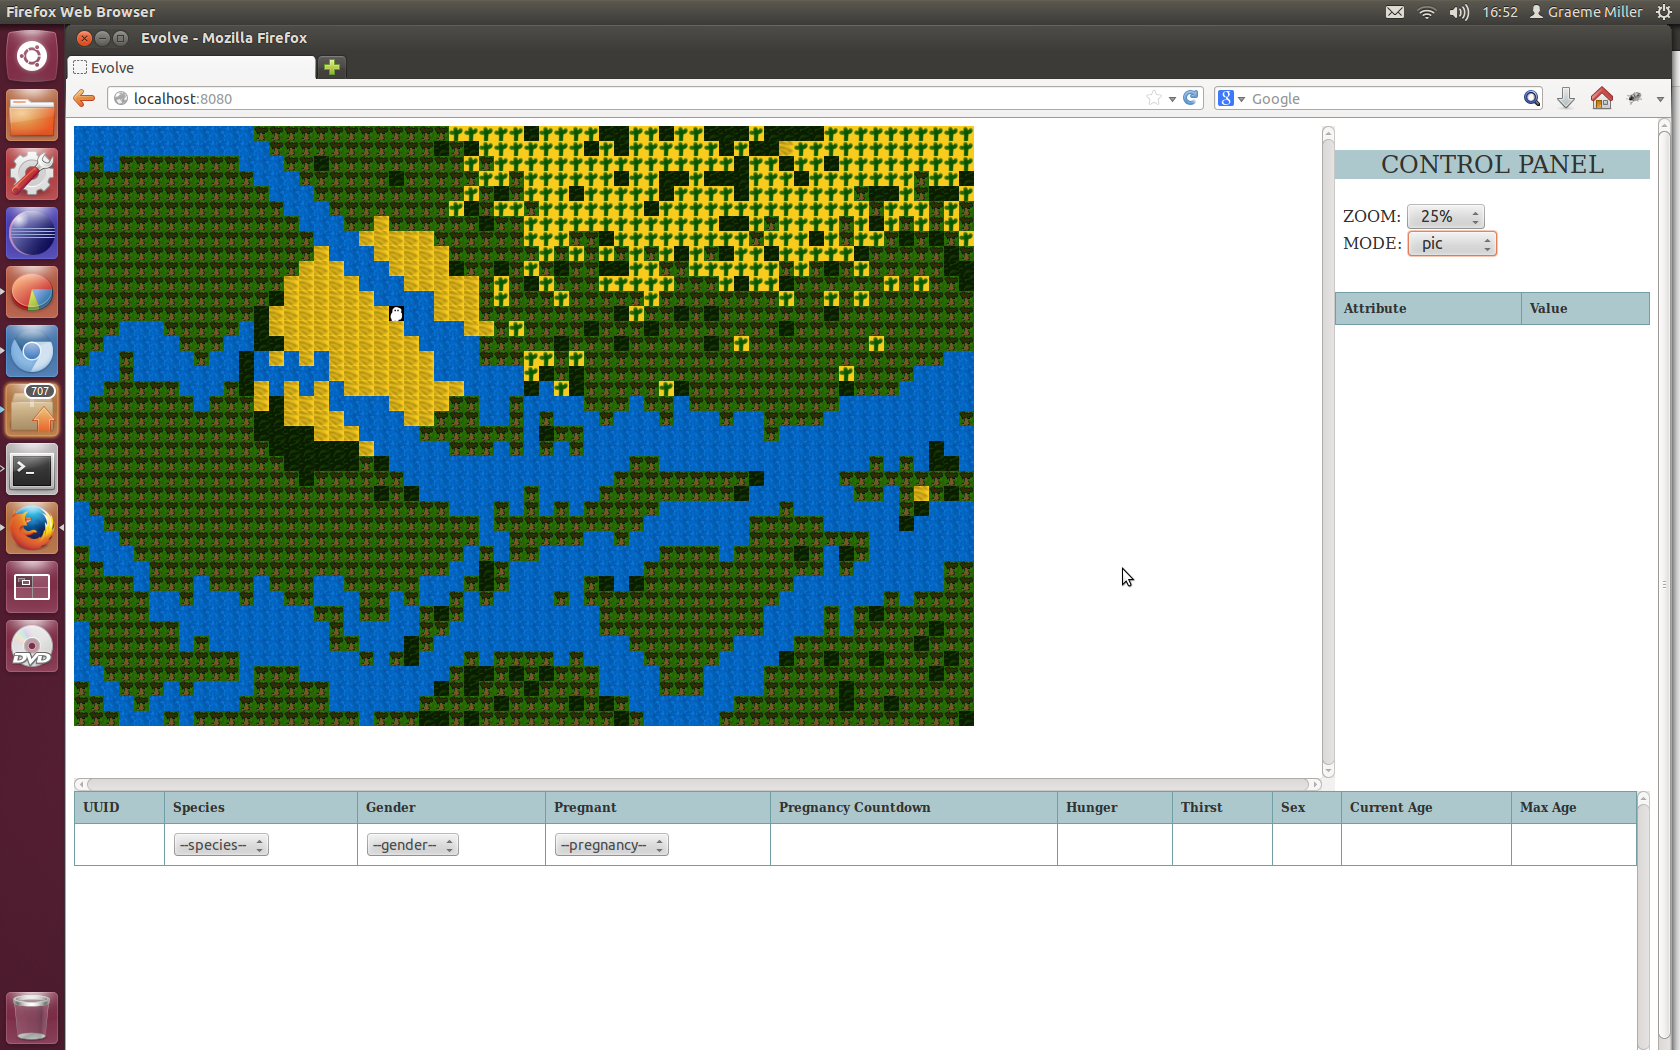 Firefox Web Browser
16:52
Graeme Miller
Evolve - Mozilla Firefox
Evolve
localhost:8080
8
Google
707
>_
DVD
CONTROL PANEL
ZOOM: 25%
MODE: pic
Attribute Value
UUID Species Gender Pregnant Pregnancy Countdown Hunger Thirst Sex Current Age Max Age
--species-- --gender-- --pregnancy--